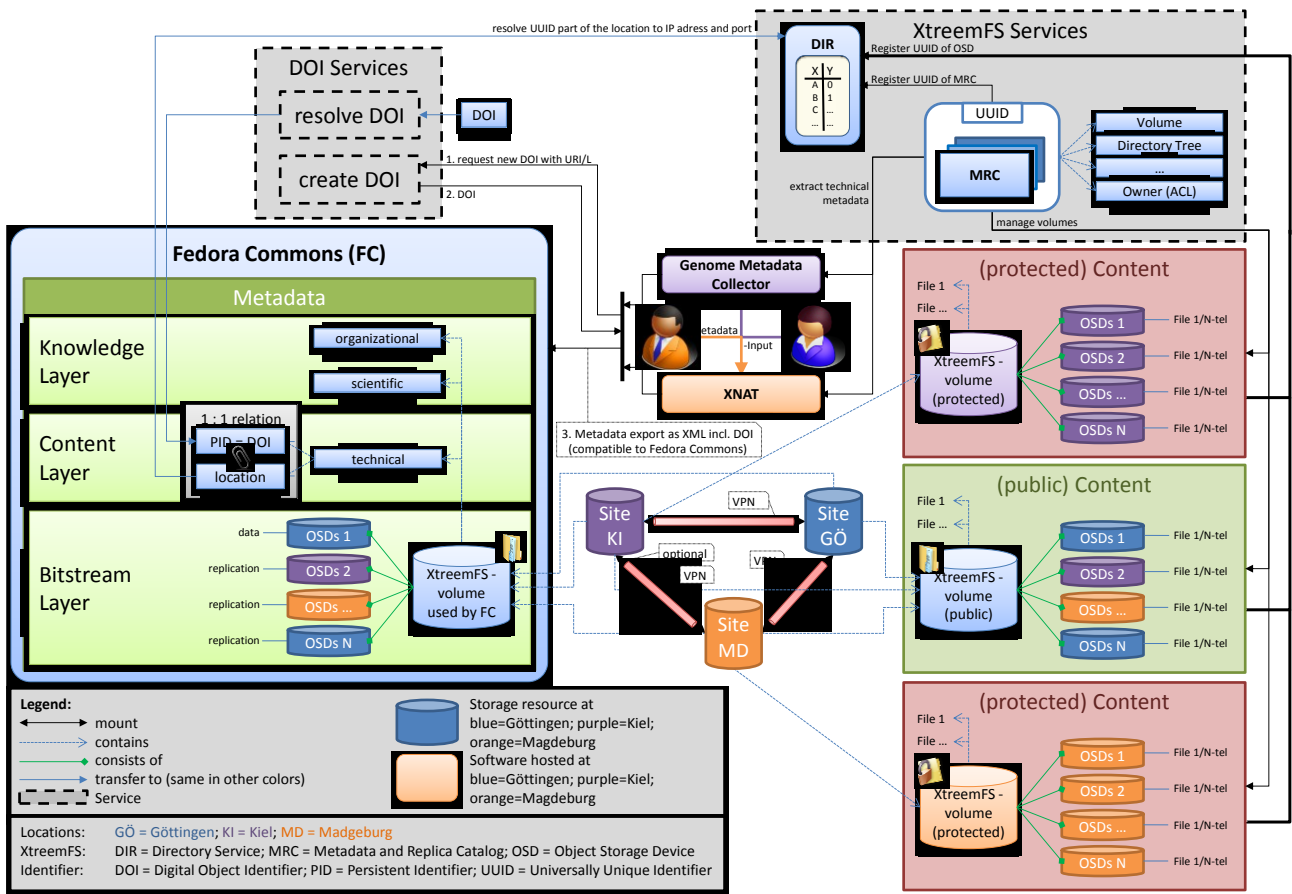 resolve UUID part of the location to IP adress and port
XtreemFS Services
DIR
X Y
A 0
B 1
C ...
... ...
Register UUID of OSD
Register UUID of MRC
UUID
MRC
Volume
Directory Tree
...
Owner (ACL)
extract technical
metadata
manage volumes
DOI Services
resolve DOI
DOI
create DOI
1. request new DOI with URI/L
2. DOI
Fedora Commons (FC)
Metadata
Knowledge
Layer
organizational
scientific
Content
Layer
1 : 1 relation
PID = DOI
location
technical
Bitstream
Layer
data
OSDs 1
replication
OSDs 2
replication
OSDs ...
replication
OSDs N
XtreemFS -
volume
used by FC
Genome Metadata
Collector
etadata
-Input
XNAT
3. Metadata export as XML incl. DOI
(compatible to Fedora Commons)
Site
KI
VPN
Site
GÖ
optional
VPN
VPN
Site
MD
(protected) Content
File 1
File ...
XtreemFS -
volume
(protected)
OSDs 1
File 1/N-tel
OSDs 2
File 1/N-tel
OSDs ...
File 1/N-tel
OSDs N
File 1/N-tel
(public) Content
File 1
File ...
XtreemFS -
volume
(public)
OSDs 1
File 1/N-tel
OSDs 2
File 1/N-tel
OSDs ...
File 1/N-tel
OSDs N
File 1/N-tel
(protected) Content
File 1
File ...
XtreemFS -
volume
(protected)
OSDs 1
File 1/N-tel
OSDs 2
File 1/N-tel
OSDs ...
File 1/N-tel
OSDs N
File 1/N-tel
Legend:
mount
contains
consists of
transfer to (same in other colors)
Service
Storage resource at
blue=Göttingen; purple=Kiel;
orange=Magdeburg
Software hosted at
blue=Göttingen; purple=Kiel;
orange=Magdeburg
Locations: GÖ = Göttingen; KI = Kiel; MD = Madgeburg
XtreemFS: DIR = Directory Service; MRC = Metadata and Replica Catalog; OSD = Object Storage Device
Identifier: DOI = Digital Object Identifier; PID = Persistent Identifier; UUID = Universally Unique Identifier